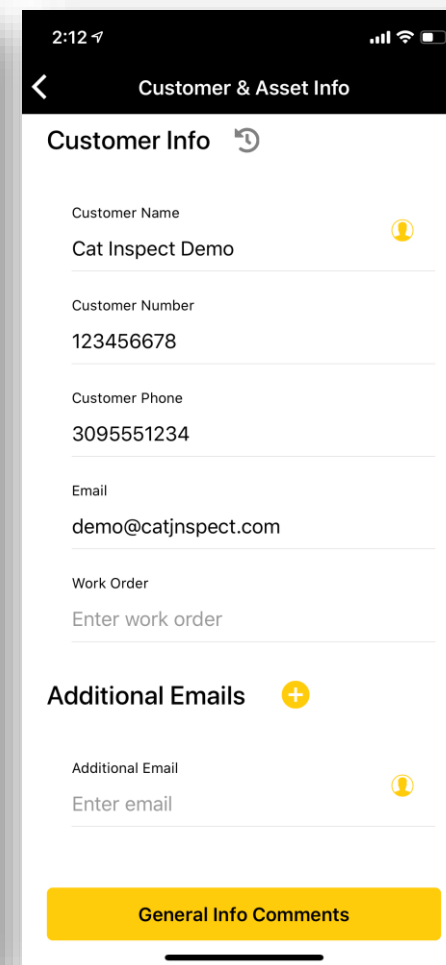 2:12
Customer & Asset Info
Customer Info
Customer Name
Cat Inspect Demo
Customer Number
123456678
Customer Phone
3095551234
Email
demo@catjnspect.com
Work Order
Enter work order
Additional Emails
Additional Email
Enter email
General Info Comments